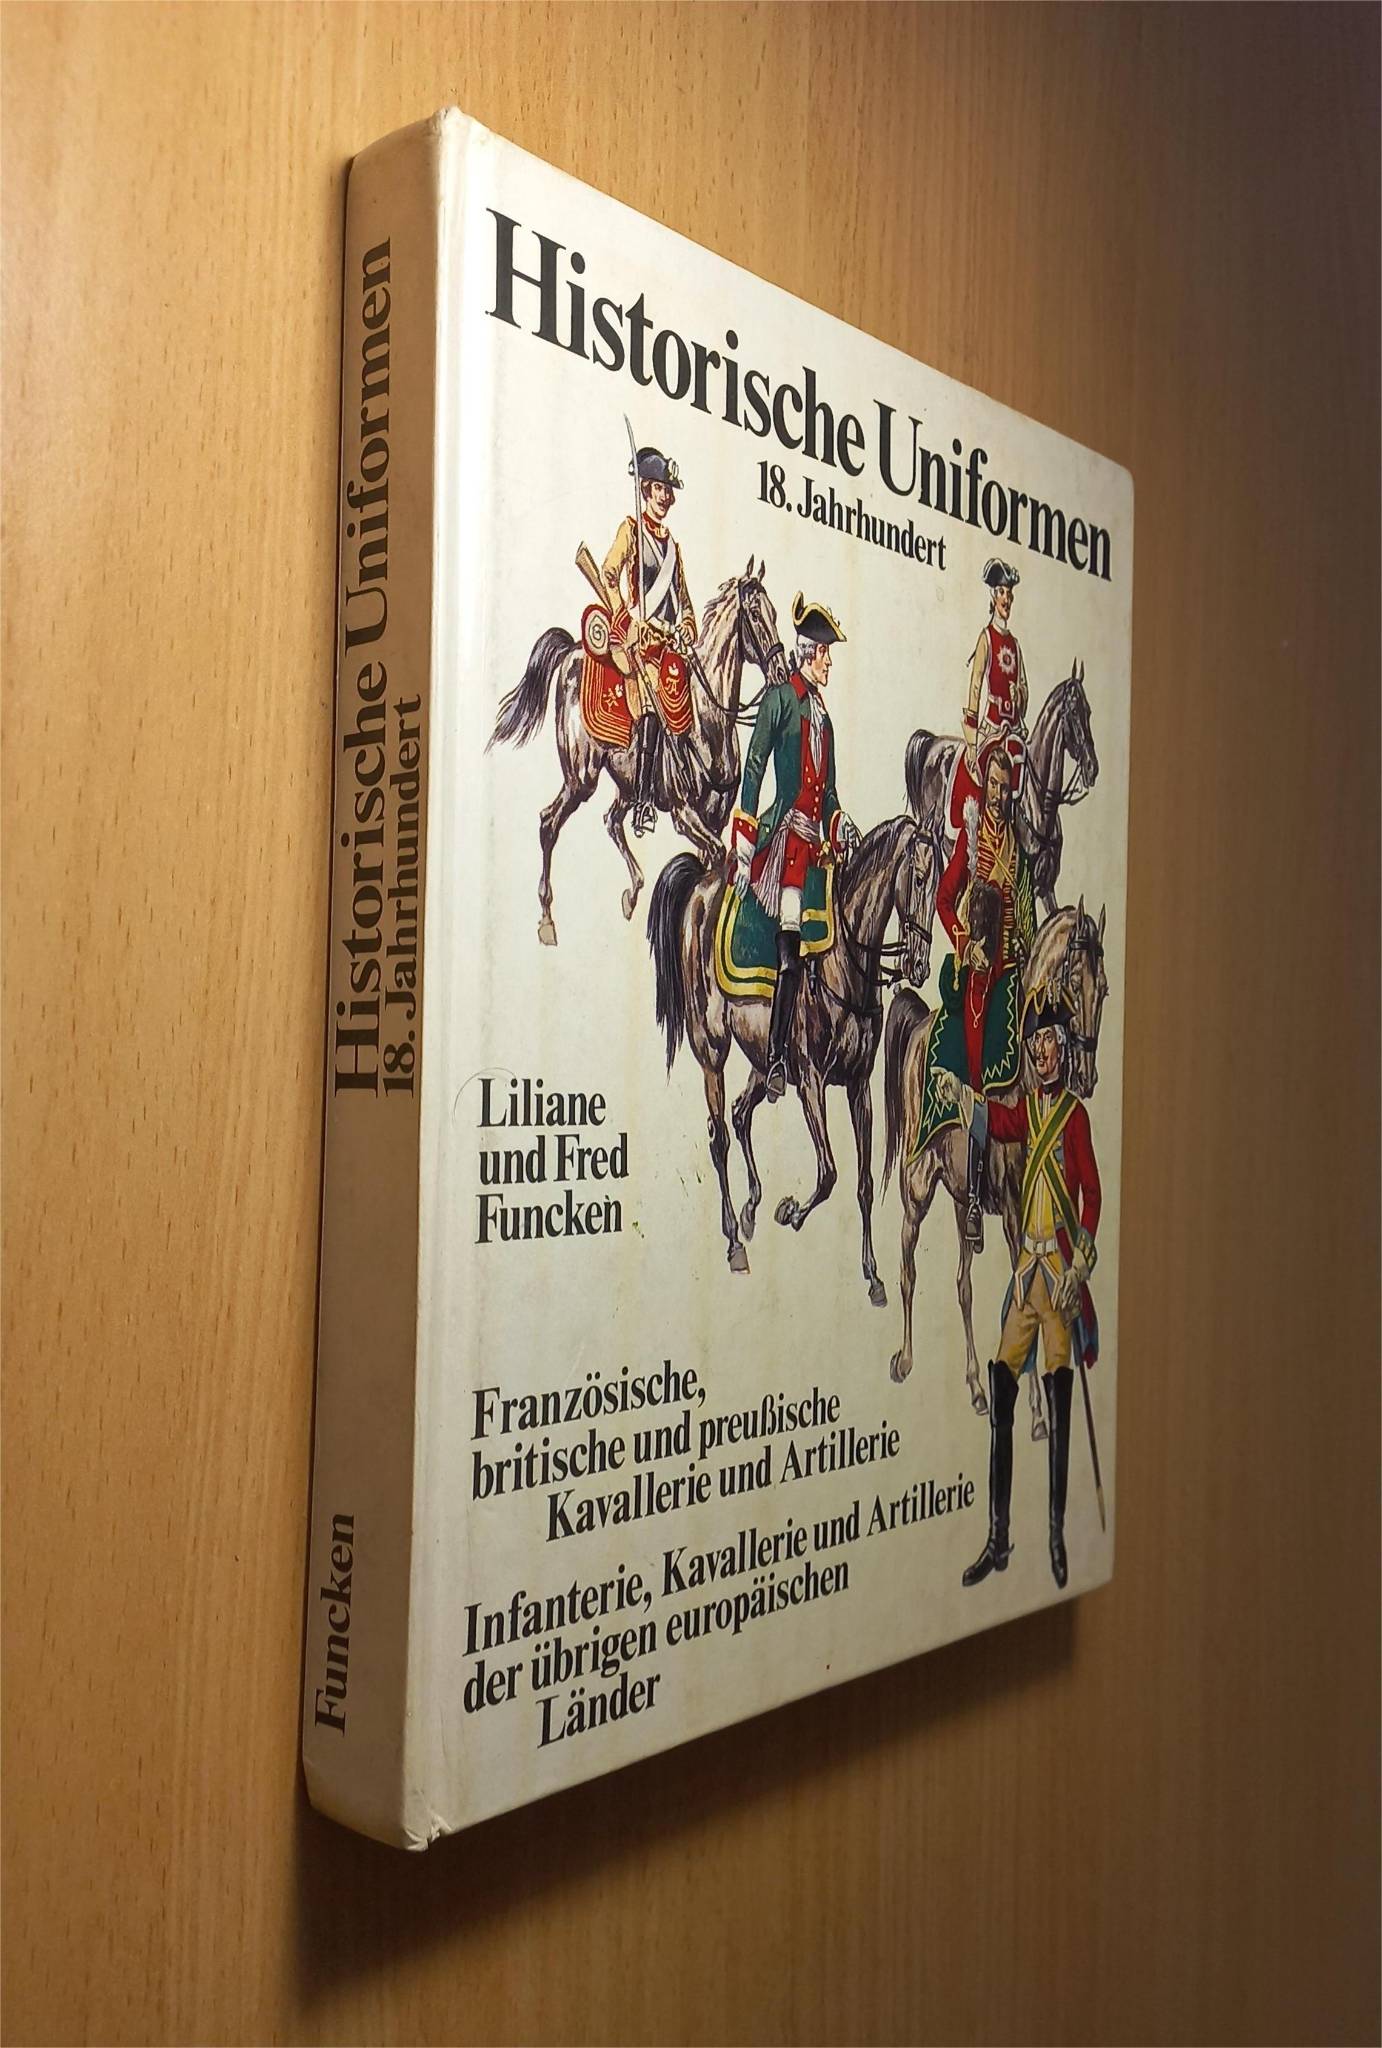 Historische Uniformen
18. Jahrhundert
Funcken
Historische Uniformen
18. Jahrhundert
Liliane
und Fred
Funcken
Französische,
britische und preußische
Kavallerie und Artillerie
Infanterie, Kavallerie und Artillerie
der übrigen europäischen
Länder